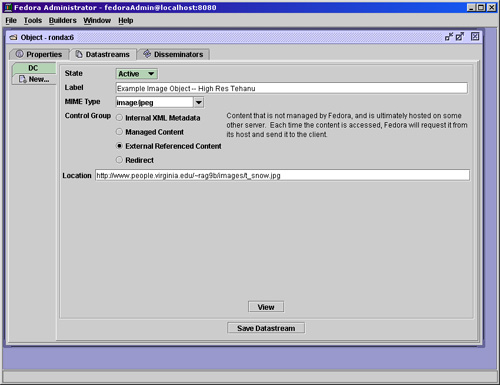 Fedora Administrator - fedoraAdmin@localhost:8080
File Tools Builders Window Help
Object - ronda:6
Properties Datastreams Disseminators
DC
New...
State Active
Label Example Image Object -- High Res Tehanu
MIME Type image/jpeg
Control Group Internal XML Metadata
Managed Content
External Referenced Content
Redirect
Content that is not managed by Fedora, and is ultimately hosted on some
other server. Each time the content is accessed, Fedora will request it from
its host and send it to the client.
Location http://www.people.virginia.edu/~rag9b/images/t_snow.jpg
View
Save Datastream